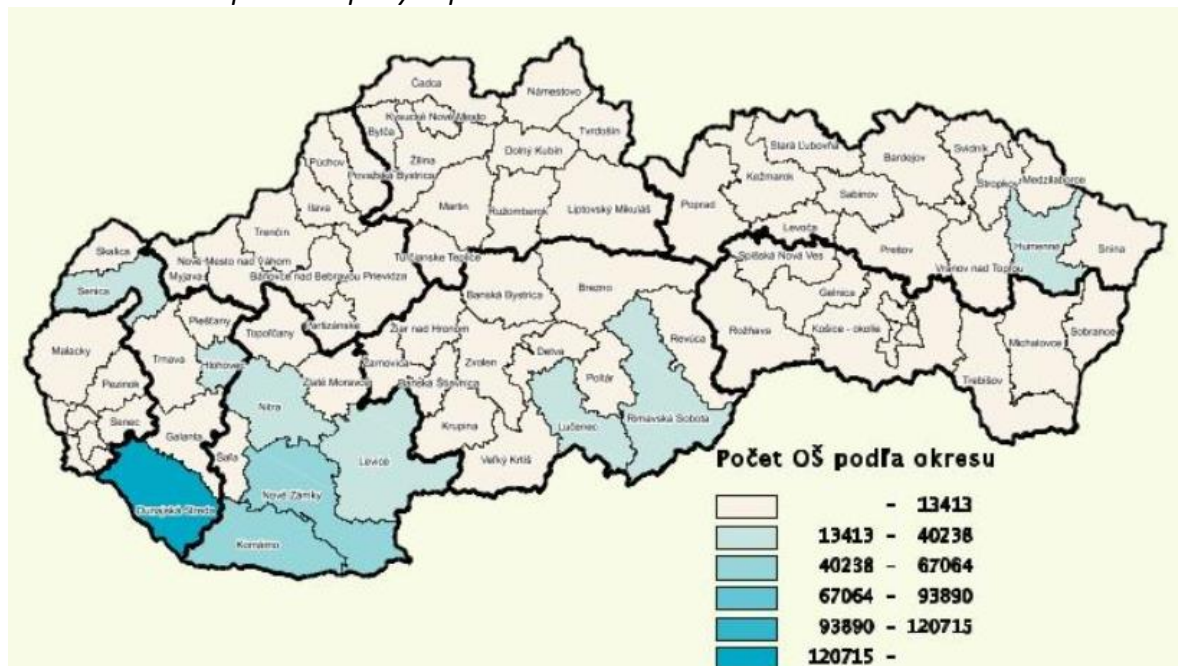 Čadca
Námestovo
Kysucké Nové Mesto
Bytča
Tvrdošín
Dolný Kubín
Žilina
Púchov
Považská Bystrica
Ilava
Martin
Ružomberok
Liptovský Mikuláš
Trenčín
Turčianske Teplice
Stará Ľubovňa
Kežmarok
Bardejov
Svidník
Stropkov
Medzilaborce
Sabinov
Poprad
Levoča
Prešov
Humenné
Snina
Vranov nad Topľou
Spišská Nová Ves
Gelnica
Rožňava
Košice - okolie
Michalovce
Sobrance
Trebišov
Skalica
Senica
Myjava
Nové Mesto nad Váhom
Bánovce nad Bebravou
Prievidza
Partizánske
Topoľčany
Piešťany
Malacky
Trnava
Hlohovec
Pezinok
Senec
Galanta
Šaľa
Nitra
Zlaté Moravce
Levice
Dunajská Streda
Nové Zámky
Komárno
Banská Bystrica
Brezno
Žiar nad Hronom
Žarnovica
Banská Štiavnica
Zvolen
Detva
Poltár
Revúca
Krupina
Lučenec
Rimavská Sobota
Veľký Krtíš
Počet OŠ podľa okresu
- 13413
13413 - 40238
40238 - 67064
67064 - 93890
93890 - 120715
120715 -